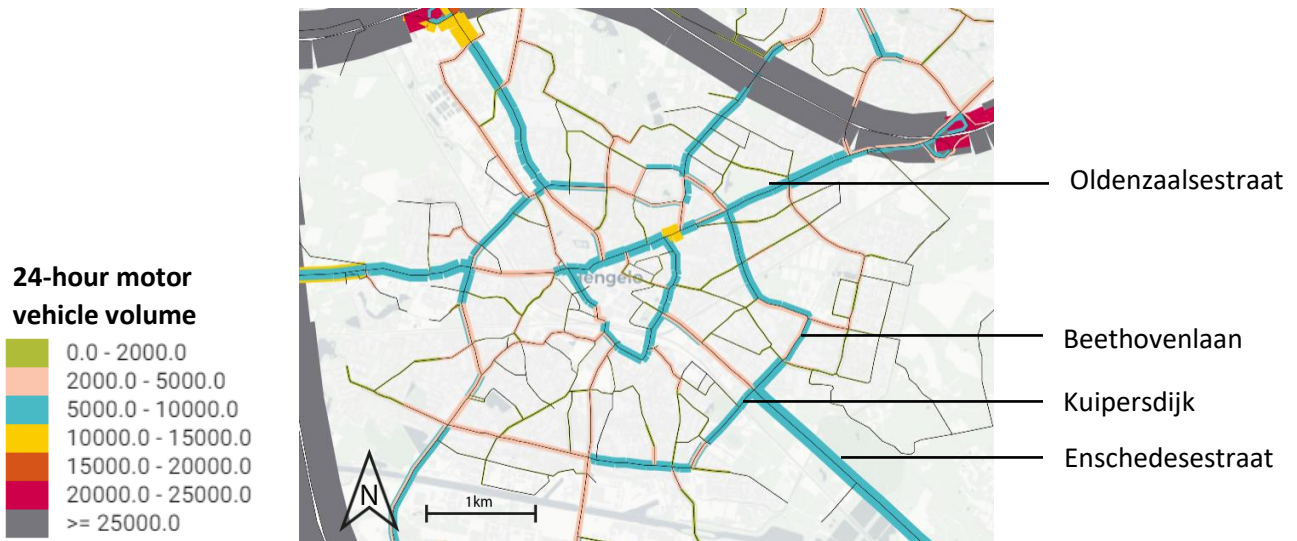 Oldenzaalsestraat
24-hour motor
vehicle volume
0.0 - 2000.0
2000.0 - 5000.0
5000.0 - 10000.0
10000.0 - 15000.0
15000.0 - 20000.0
20000.0 - 25000.0
>= 25000.0
Beethovenlaan
Kuipersdijk
Enschedesestraat
N
1km